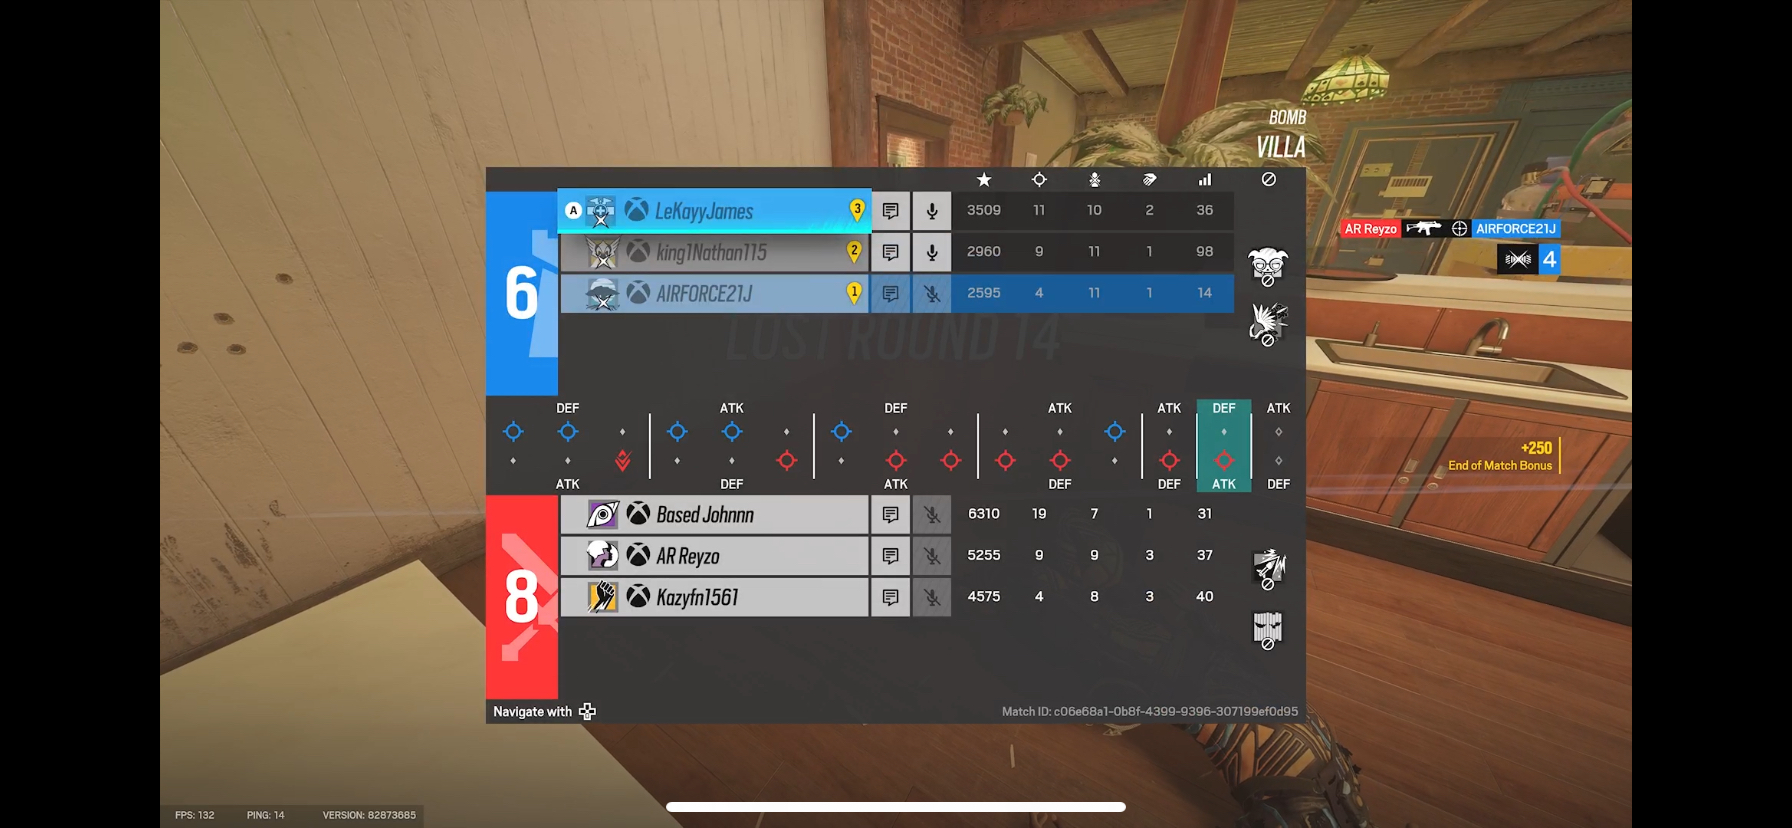 BOMB
VILLA
6
A LeKayyJames 3 3509 11 10 2 36
king1Nathan115 2 2960 9 11 1 98
AIRFORCE21J 1 2595 4 11 1 14
AR Reyzo AIRFORCE21J
4
LOST ROUND 14
DEF ATK DEF ATK ATK DEF ATK
ATK DEF ATK DEF DEF ATK DEF
+250
End of Match Bonus
8
Based Johnnn 6310 19 7 1 31
AR Reyzo 5255 9 9 3 37
Kazyfn1561 4575 4 8 3 40
Navigate with
Match ID: c06e68a1-0b8f-4399-9396-307199ef0d95
FPS: 132 PING: 14 VERSION: 82873685